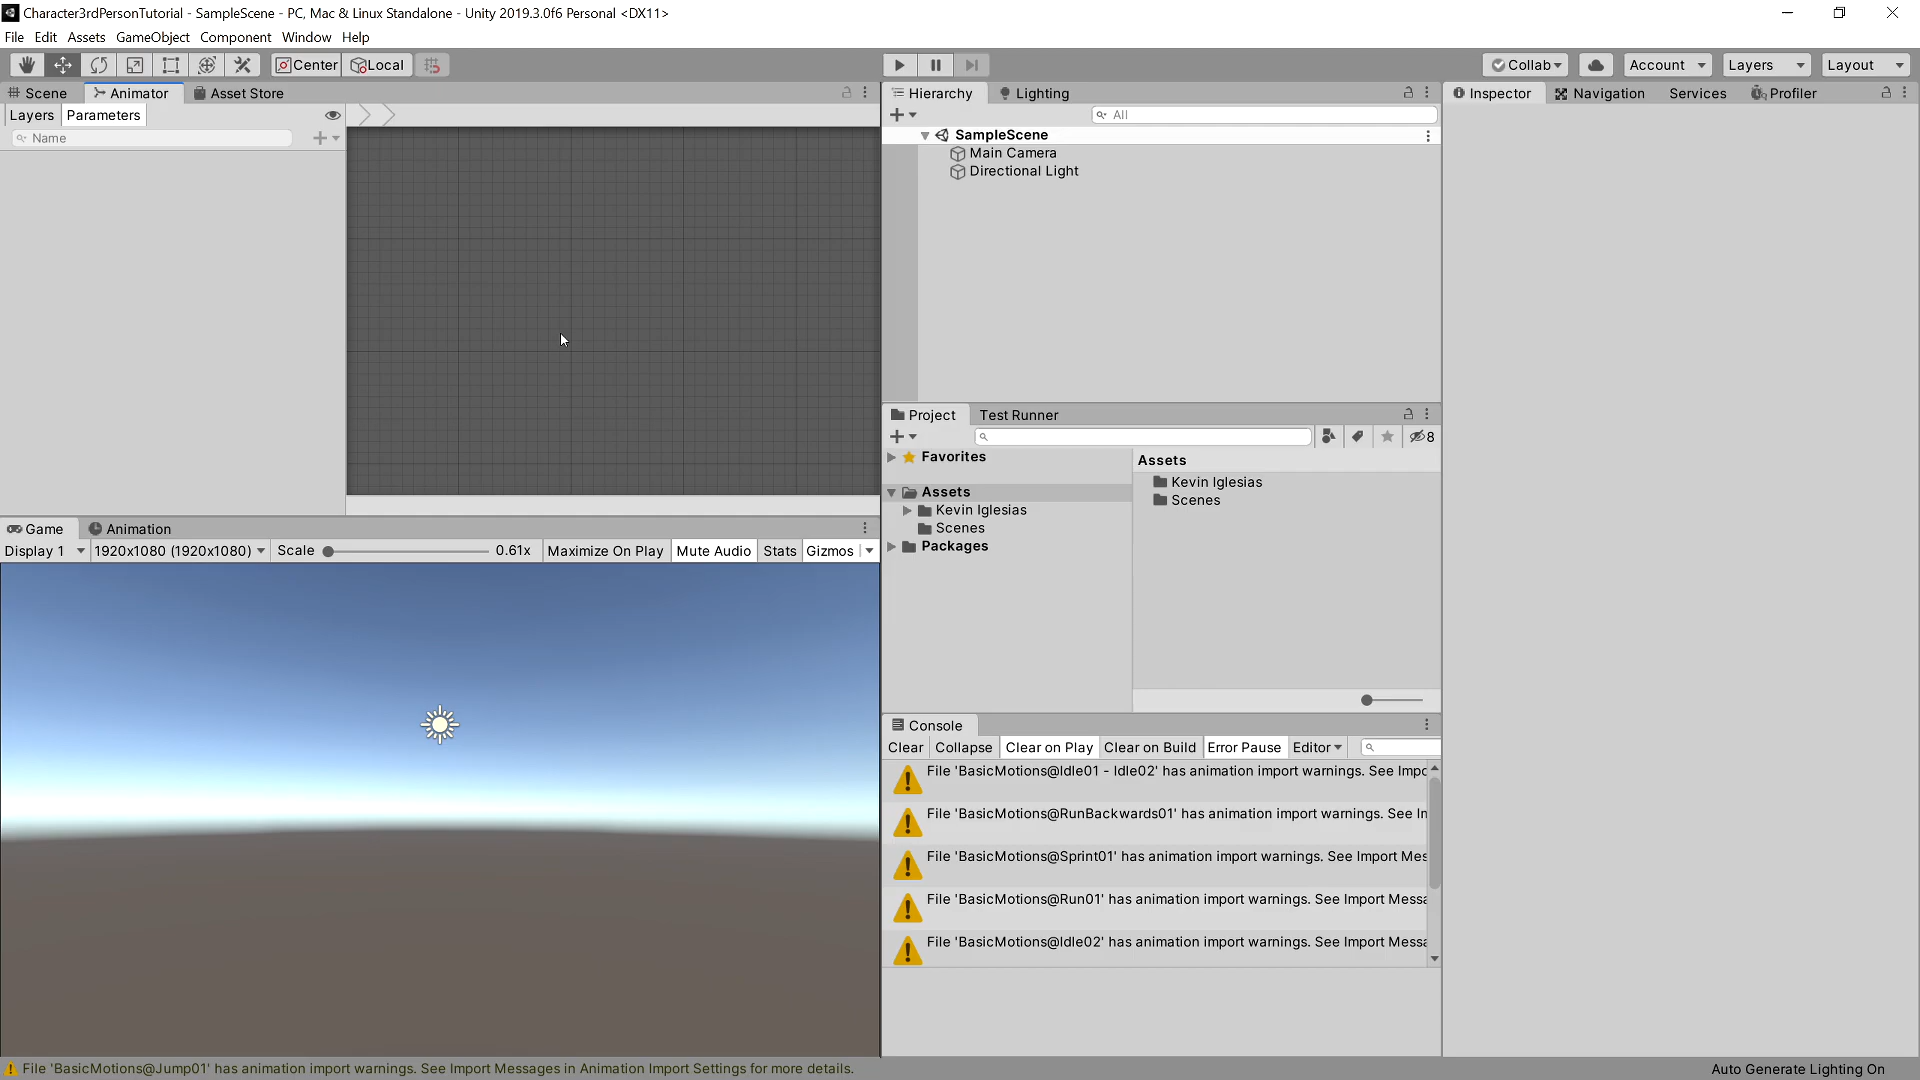 Character3rdPersonTutorial - SampleScene - PC, Mac & Linux Standalone - Unity 2019.3.0f6 Personal <DX11>
File Edit Assets GameObject Component Window Help
Center Local Collab Account Layers Layout
Scene Animator Asset Store
Layers Parameters
Name
Hierarchy Lighting
All
SampleScene
Main Camera
Directional Light
Inspector Navigation Services Profiler
Project Test Runner
8
Favorites
Assets
Kevin Iglesias
Scenes
Packages
Assets
Kevin Iglesias
Scenes
Game Animation
Display 1 1920x1080 (1920x1080) Scale 0.61x Maximize On Play Mute Audio Stats Gizmos
Console
Clear Collapse Clear on Play Clear on Build Error Pause Editor
File 'BasicMotions@Idle01 - Idle02' has animation import warnings. See Impo
File 'BasicMotions@RunBackwards01' has animation import warnings. See In
File 'BasicMotions@Sprint01' has animation import warnings. See Import Mes
File 'BasicMotions@Run01' has animation import warnings. See Import Messa
File 'BasicMotions@Idle02' has animation import warnings. See Import Messa
File 'BasicMotions@Jump01' has animation import warnings. See Import Messages in Animation Import Settings for more details.
Auto Generate Lighting On